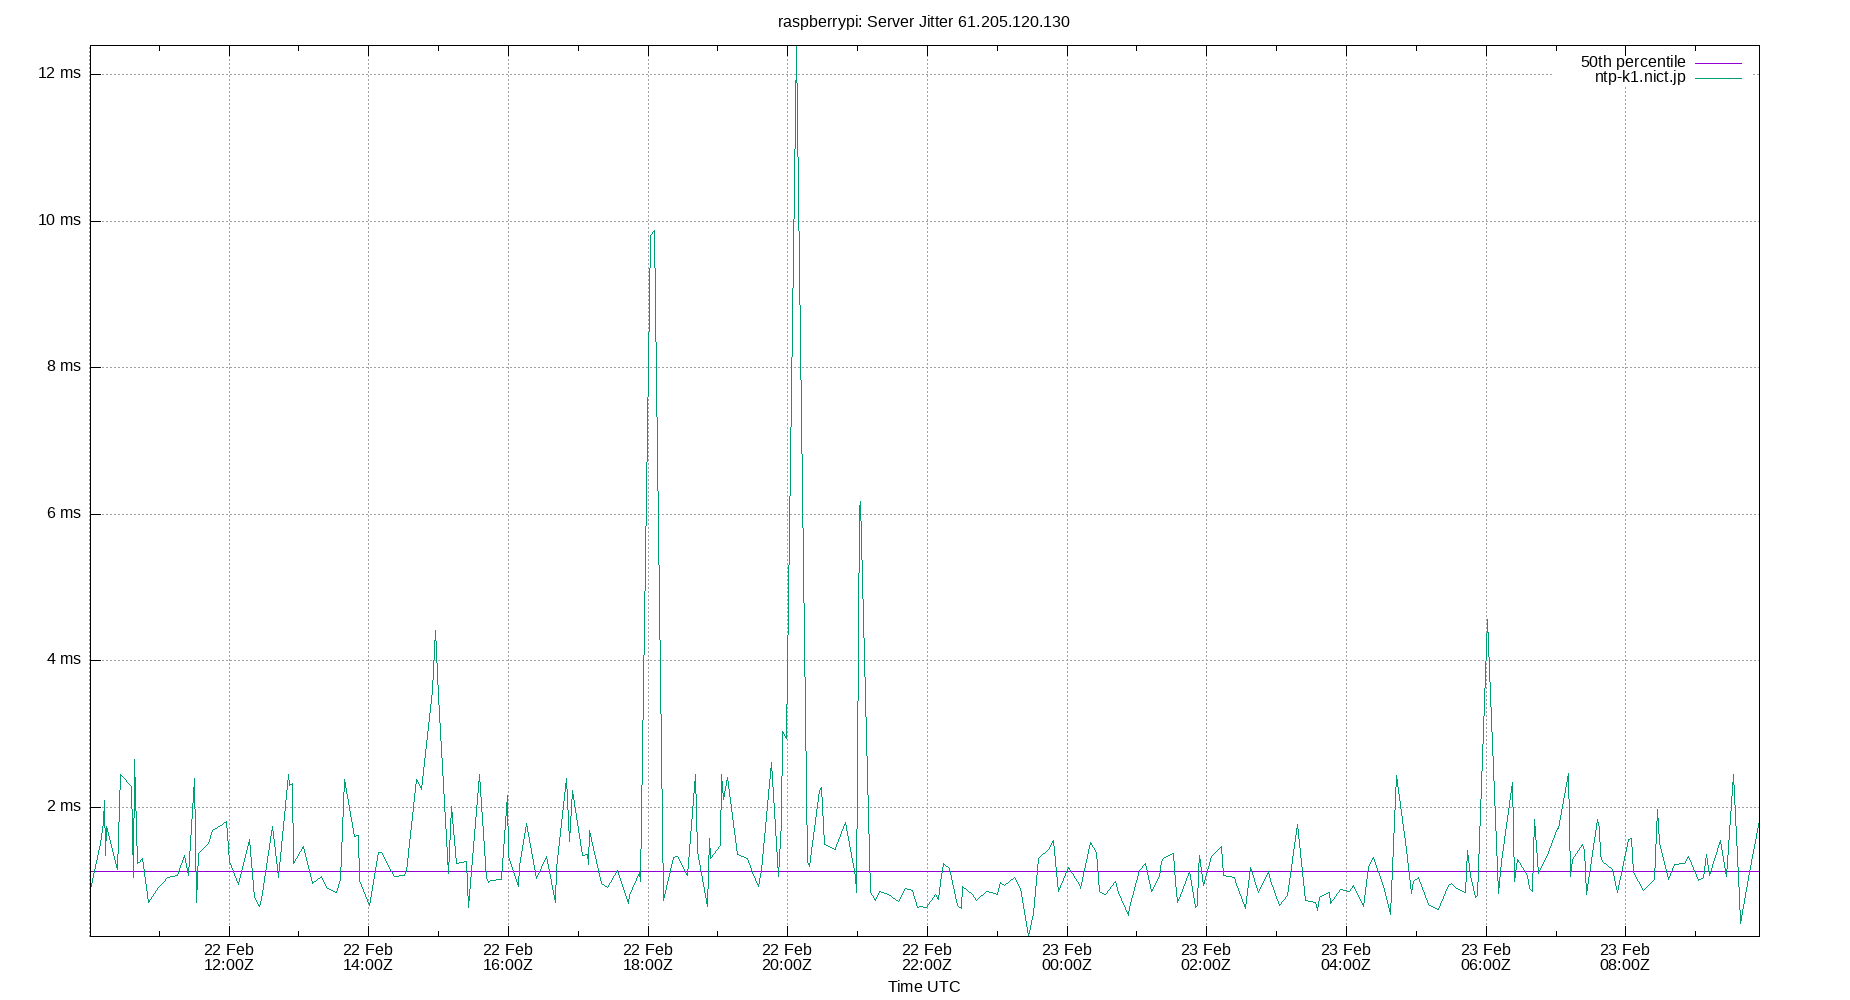 raspberrypi: Server Jitter 61.205.120.130
50th percentile
ntp-k1.nict.jp
12 ms
10 ms
8 ms
6 ms
4 ms
2 ms
22 Feb 22 Feb 22 Feb 22 Feb 22 Feb 22 Feb 23 Feb 23 Feb 23 Feb 23 Feb 23 Feb
12:00Z 14:00Z 16:00Z 18:00Z 20:00Z 22:00Z 00:00Z 02:00Z 04:00Z 06:00Z 08:00Z
Time UTC